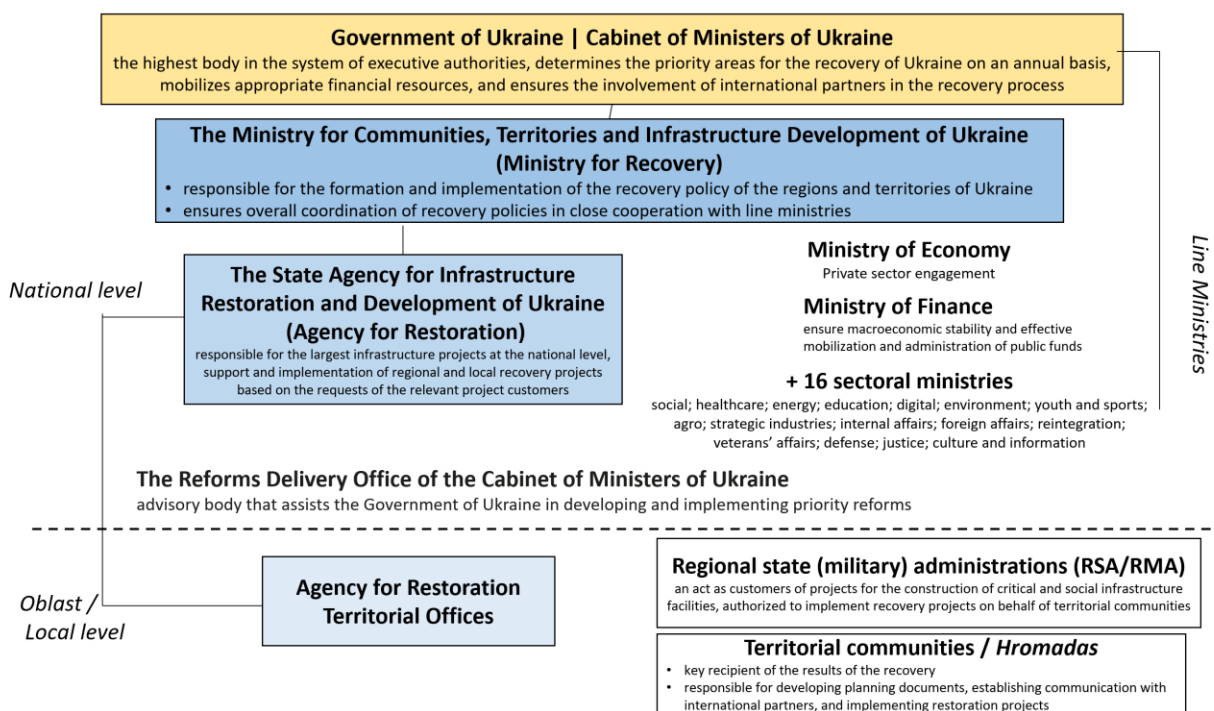 Government of Ukraine | Cabinet of Ministers of Ukraine
the highest body in the system of executive authorities, determines the priority areas for the recovery of Ukraine on an annual basis,
mobilizes appropriate financial resources, and ensures the involvement of international partners in the recovery process
The Ministry for Communities, Territories and Infrastructure Development of Ukraine
(Ministry for Recovery)
• responsible for the formation and implementation of the recovery policy of the regions and territories of Ukraine
• ensures overall coordination of recovery policies in close cooperation with line ministries
National level
The State Agency for Infrastructure
Restoration and Development of Ukraine
(Agency for Restoration)
responsible for the largest infrastructure projects at the national level,
support and implementation of regional and local recovery projects
based on the requests of the relevant project customers
Ministry of Economy
Private sector engagement
Ministry of Finance
ensure macroeconomic stability and effective
mobilization and administration of public funds
+ 16 sectoral ministries
social; healthcare; energy; education; digital; environment; youth and sports;
agro; strategic industries; internal affairs; foreign affairs; reintegration;
veterans' affairs; defense; justice; culture and information
Line Ministries
The Reforms Delivery Office of the Cabinet of Ministers of Ukraine
advisory body that assists the Government of Ukraine in developing and implementing priority reforms
Oblast /
Local level
Agency for Restoration
Territorial Offices
Regional state (military) administrations (RSA/RMA)
an act as customers of projects for the construction of critical and social infrastructure
facilities, authorized to implement recovery projects on behalf of territorial communities
Territorial communities / Hromadas
• key recipient of the results of the recovery
• responsible for developing planning documents, establishing communication with
international partners, and implementing restoration projects